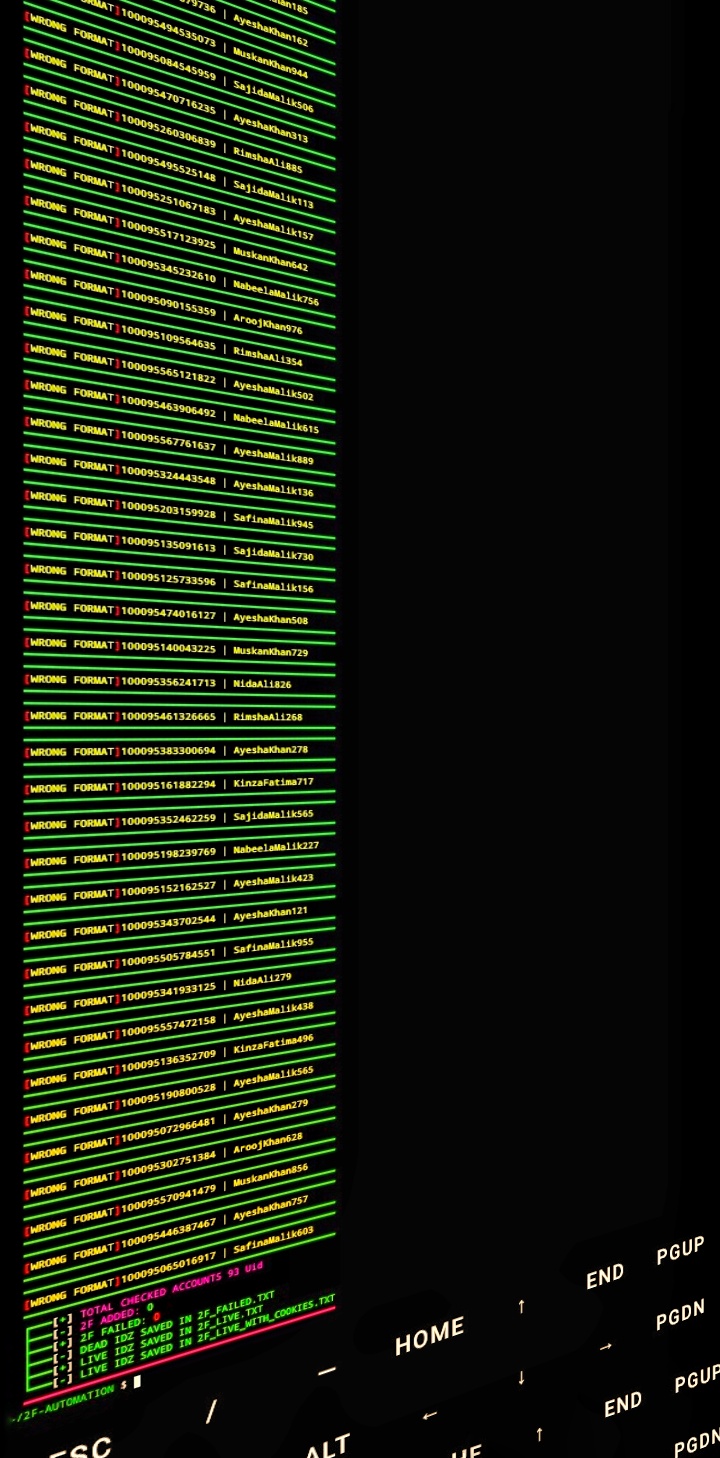 AyeshaKhan162
[WRONG FORMAT]100095494535073 | MuskanKhan944
[WRONG FORMAT]100095084545959 | SajidaMalik506
[WRONG FORMAT]100095470716235 | AyeshaKhan313
[WRONG FORMAT]100095260306839 | RimshaAli885
[WRONG FORMAT]100095495525148 | SajidaMalik113
[WRONG FORMAT]100095251067183 | AyeshaMalik157
[WRONG FORMAT]100095517123925 | MuskanKhan642
[WRONG FORMAT]100095345232610 | NabeelaMalik756
[WRONG FORMAT]100095090155359 | AroojKhan976
[WRONG FORMAT]100095109564635 | RimshaAli354
[WRONG FORMAT]100095565121822 | AyeshaMalik502
[WRONG FORMAT]100095463906492 | NabeelaMalik615
[WRONG FORMAT]100095567761637 | AyeshaMalik889
[WRONG FORMAT]100095324443548 | AyeshaMalik136
[WRONG FORMAT]100095203159928 | SafinaMalik945
[WRONG FORMAT]100095135091613 | SajidaMalik730
[WRONG FORMAT]100095125733596 | SafinaMalik156
[WRONG FORMAT]100095474016127 | AyeshaKhan508
[WRONG FORMAT]100095140043225 | MuskanKhan729
[WRONG FORMAT]100095356241713 | NidaAli826
[WRONG FORMAT]100095461326665 | RimshaAli268
[WRONG FORMAT]100095383300694 | AyeshaKhan278
[WRONG FORMAT]100095161882294 | KinzaFatima717
[WRONG FORMAT]100095352462259 | SajidaMalik565
[WRONG FORMAT]100095198239769 | NabeelaMalik227
[WRONG FORMAT]100095152162527 | AyeshaMalik423
[WRONG FORMAT]100095343702544 | AyeshaKhan121
[WRONG FORMAT]100095505784551 | SafinaMalik955
[WRONG FORMAT]100095341933125 | NidaAli279
[WRONG FORMAT]100095557472158 | AyeshaMalik438
[WRONG FORMAT]100095136352709 | KinzaFatima496
[WRONG FORMAT]100095190800528 | AyeshaMalik565
[WRONG FORMAT]100095072966481 | AyeshaKhan279
[WRONG FORMAT]100095302751384 | AroojKhan628
[WRONG FORMAT]100095570941479 | MuskanKhan856
[WRONG FORMAT]100095446387467 | AyeshaKhan757
[WRONG FORMAT]100095065016917 | SafinaMalik603
[+] TOTAL CHECKED ACCOUNTS 93 Uid
[-] 2F ADDED: 0
[-] 2F FAILED: 0
[-] DEAD IDZ SAVED IN 2F_FAILED.TXT
[+] LIVE IDZ SAVED IN 2F_LIVE.TXT
[-] LIVE IDZ SAVED IN 2F_LIVE_WITH_COOKIES.TXT
~/2F-AUTOMATION $
ESC / — HOME ↑ END PGUP
ALT ← ↓ → PGDN
↑ END PGUP
PGDN